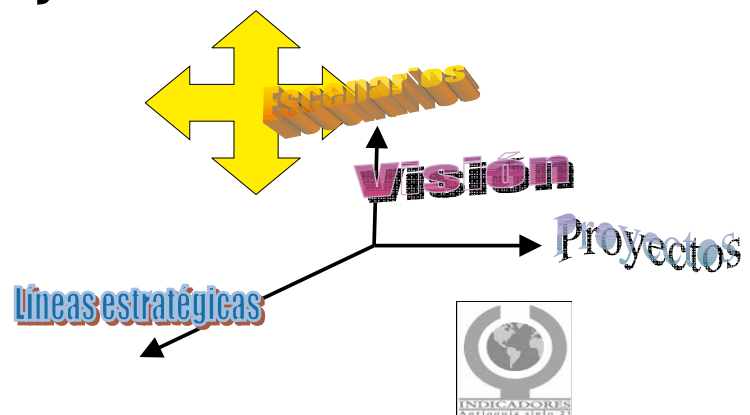 Escenarios
Visión
Proyectos
Líneas estratégicas
INDICADORES
Antioquia siglo 21